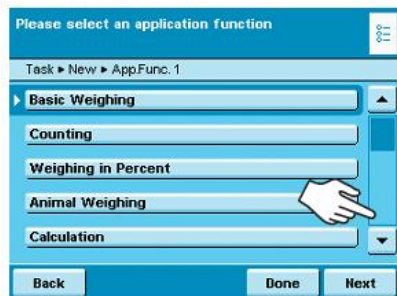 Please select an application function
Task ▸ New ▸ App.Func. 1
Basic Weighing
Counting
Weighing in Percent
Animal Weighing
Calculation
Back
Done
Next